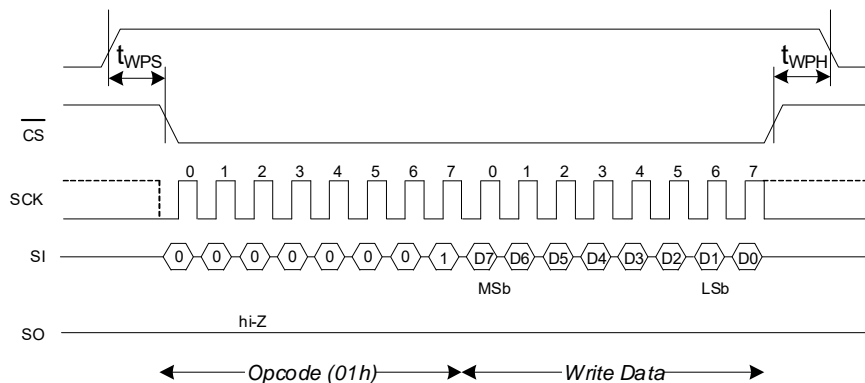 tWPS
tWPH
CS
0 1 2 3 4 5 6 7 0 1 2 3 4 5 6 7
SCK
SI 0 0 0 0 0 0 0 1 D7 D6 D5 D4 D3 D2 D1 D0
MSb LSb
hi-Z
SO
Opcode (01h) Write Data